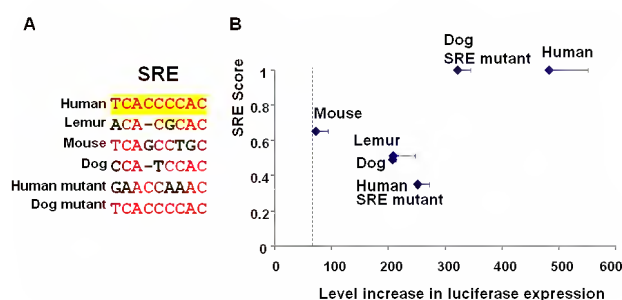 A
SRE
Human TCACCCCAC
Lemur ACA-CGCAC
Mouse TCAGCCTGC
Dog CCA-TCCAC
Human mutant GAACCAAAC
Dog mutant TCACCCCAC
B
SRE Score
1
0.8
0.6
0.4
0.2
0
0 100 200 300 400 500 600
Level increase in luciferase expression
Dog
SRE mutant
Human
Mouse
Lemur
Dog
Human
SRE mutant